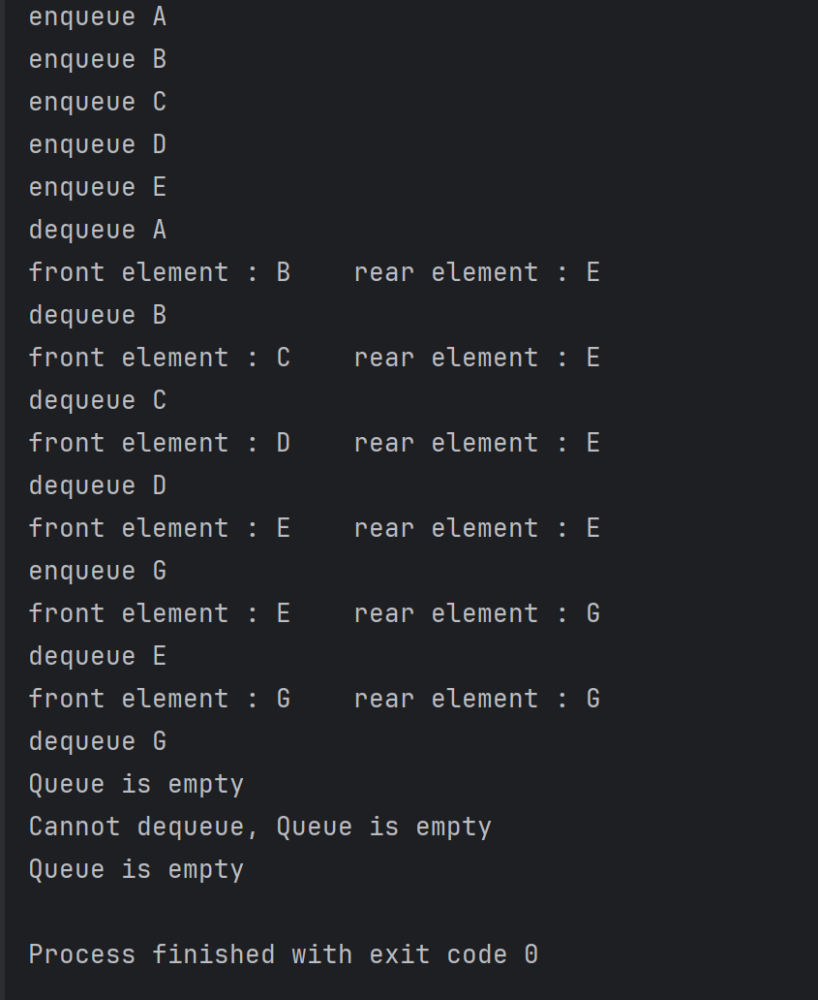 enqueue A
enqueue B
enqueue C
enqueue D
enqueue E
dequeue A
front element : B    rear element : E
dequeue B
front element : C    rear element : E
dequeue C
front element : D    rear element : E
dequeue D
front element : E    rear element : E
enqueue G
front element : E    rear element : G
dequeue E
front element : G    rear element : G
dequeue G
Queue is empty
Cannot dequeue, Queue is empty
Queue is empty
Process finished with exit code 0